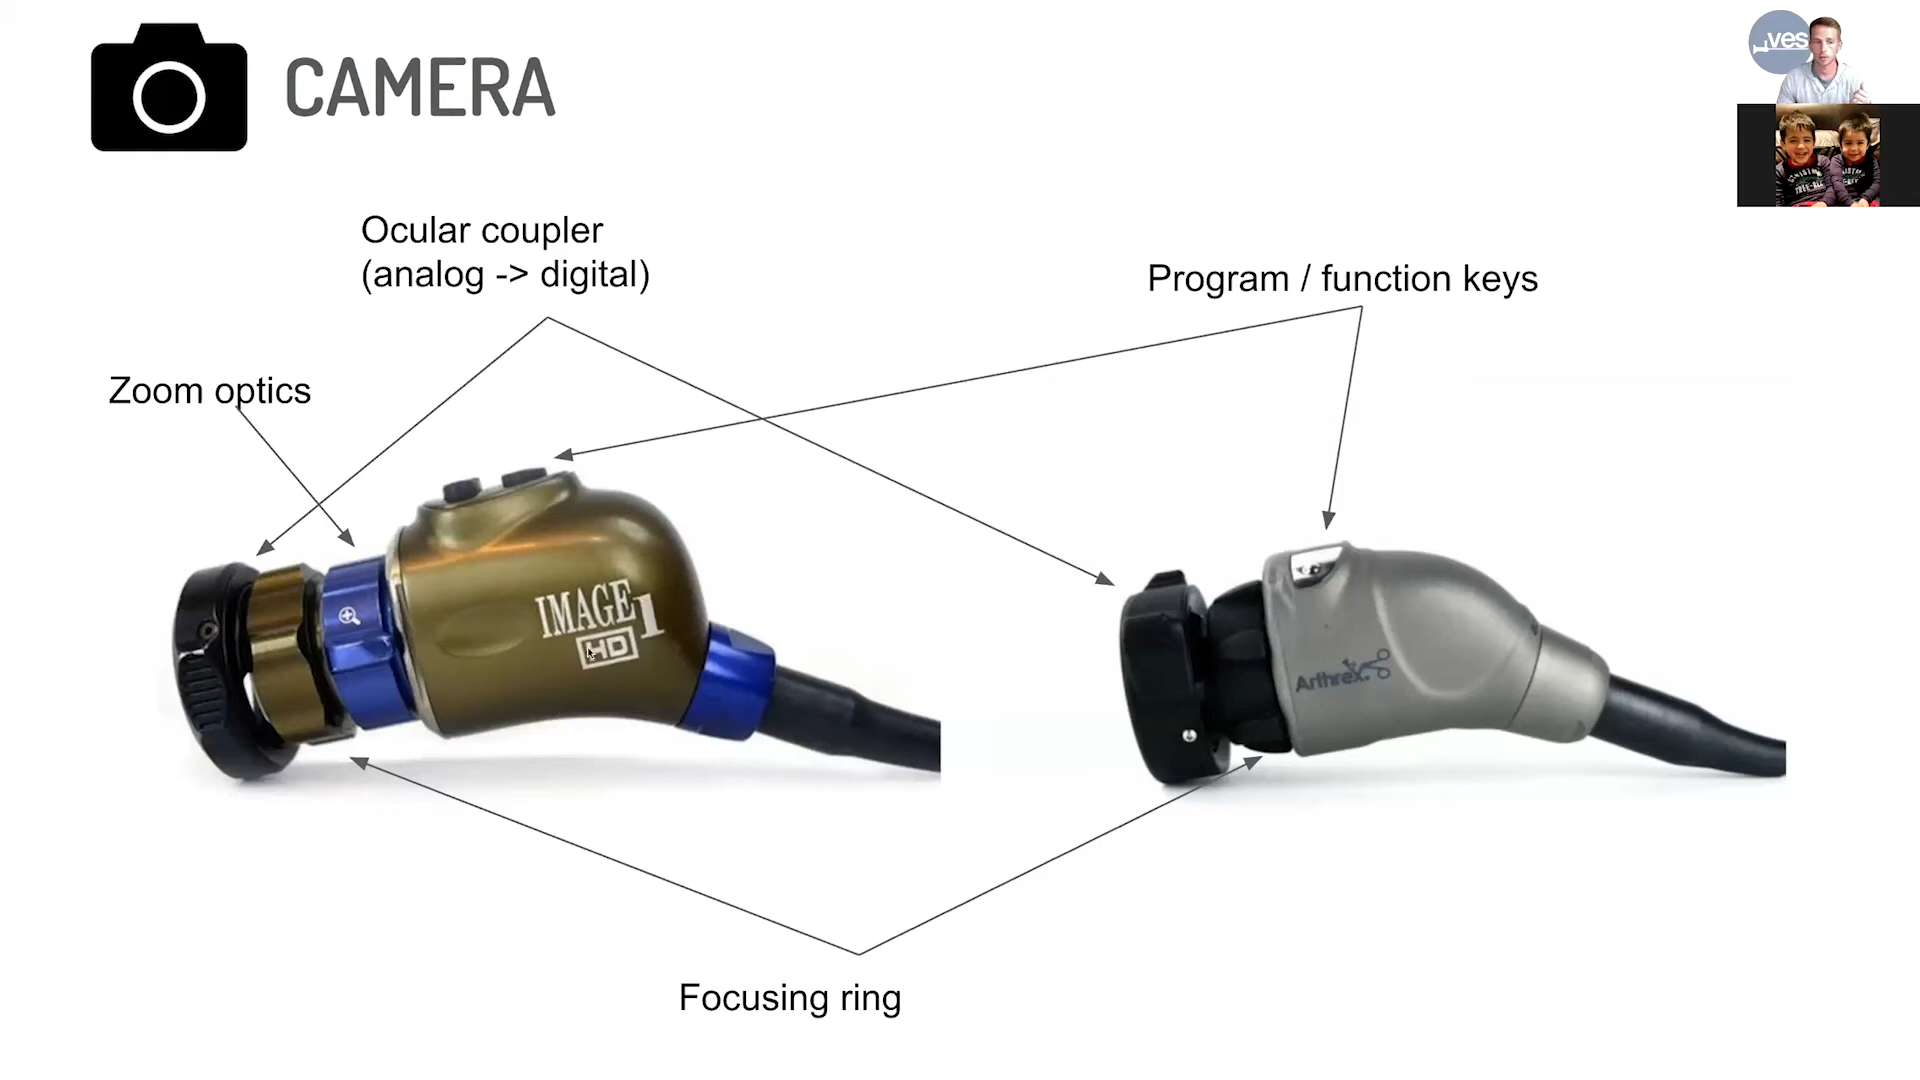 CAMERA
ves
Ocular coupler
(analog -> digital)
Program / function keys
Zoom optics
IMAGE1
HD
Arthrex
Focusing ring